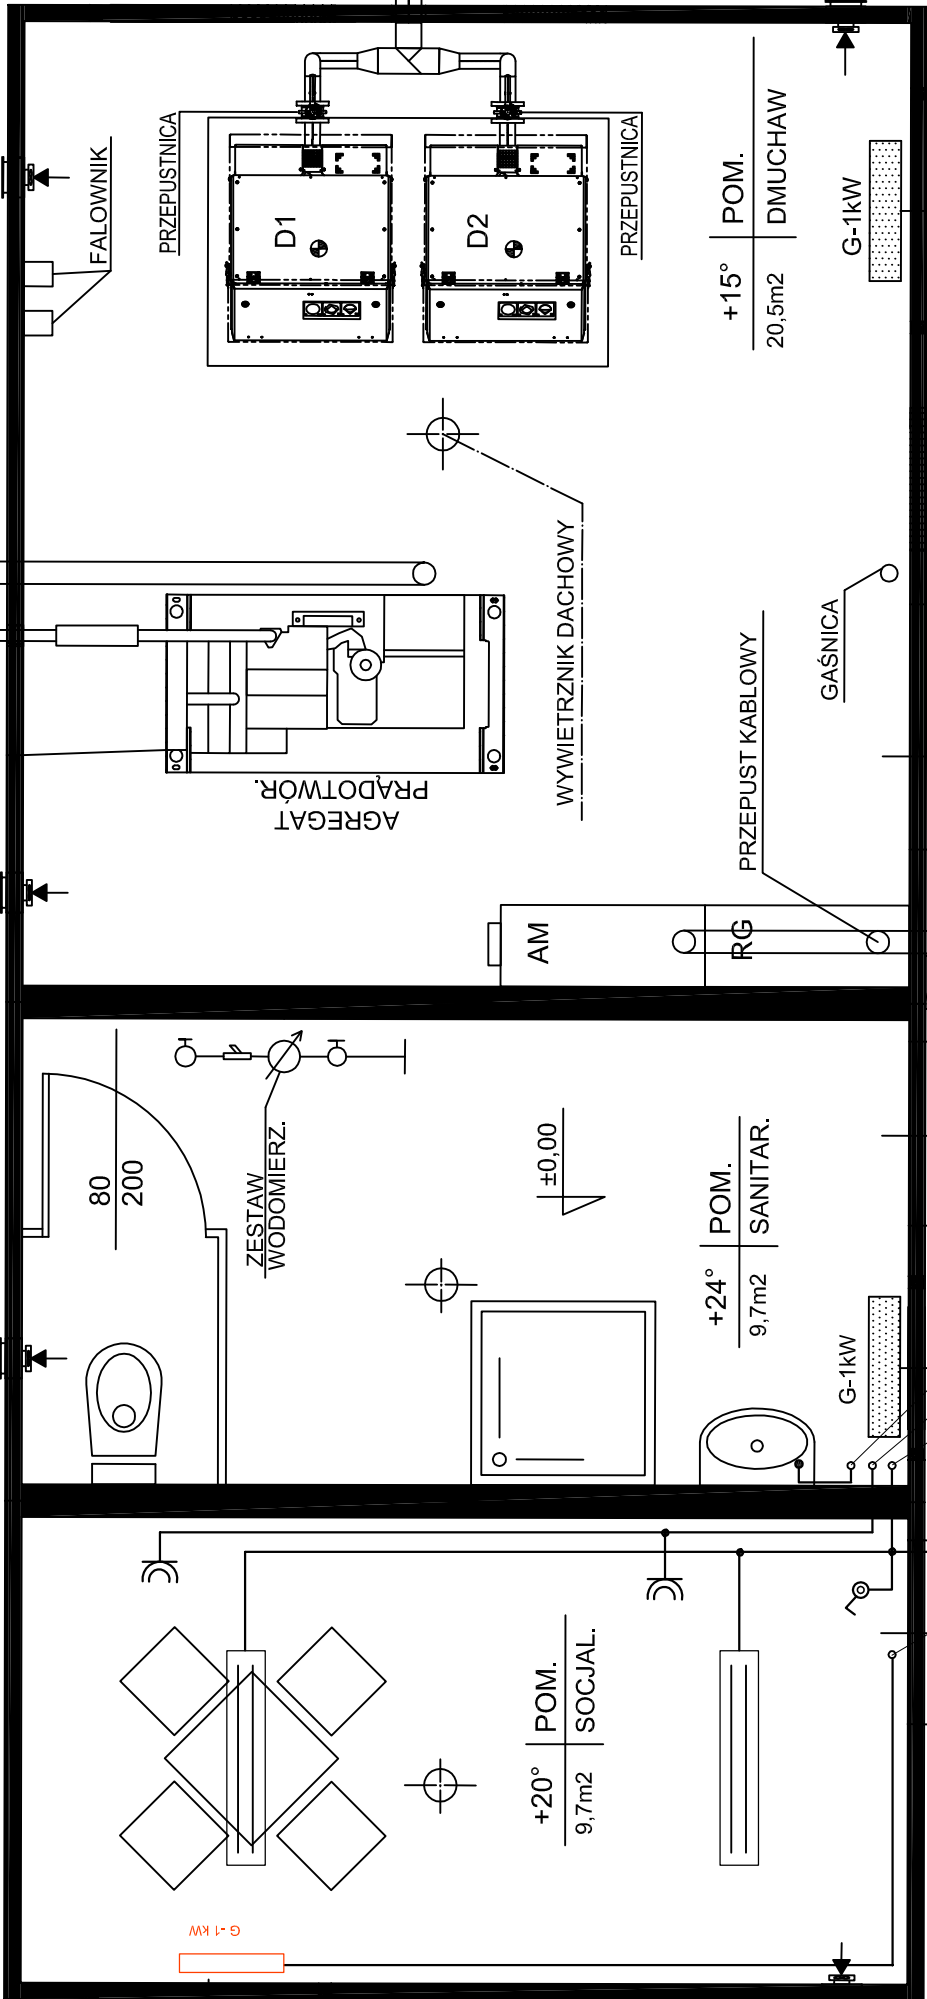 FALOWNIK
PRZEPUSTNICA
D1
D2
PRZEPUSTNICA
+15° POM.
20,5m2 DMUCHAW
G-1kW
WYWIETRZNIK DACHOWY
GAŚNICA
PRZEPUST KABLOWY
AGREGAT
PRĄDOTWÓR.
AM
RG
80
200
ZESTAW
WODOMIERZ.
±0,00
+24° POM.
9,7m2 SANITAR.
G-1kW
+20° POM.
9,7m2 SOCJAL.
G -1 kW